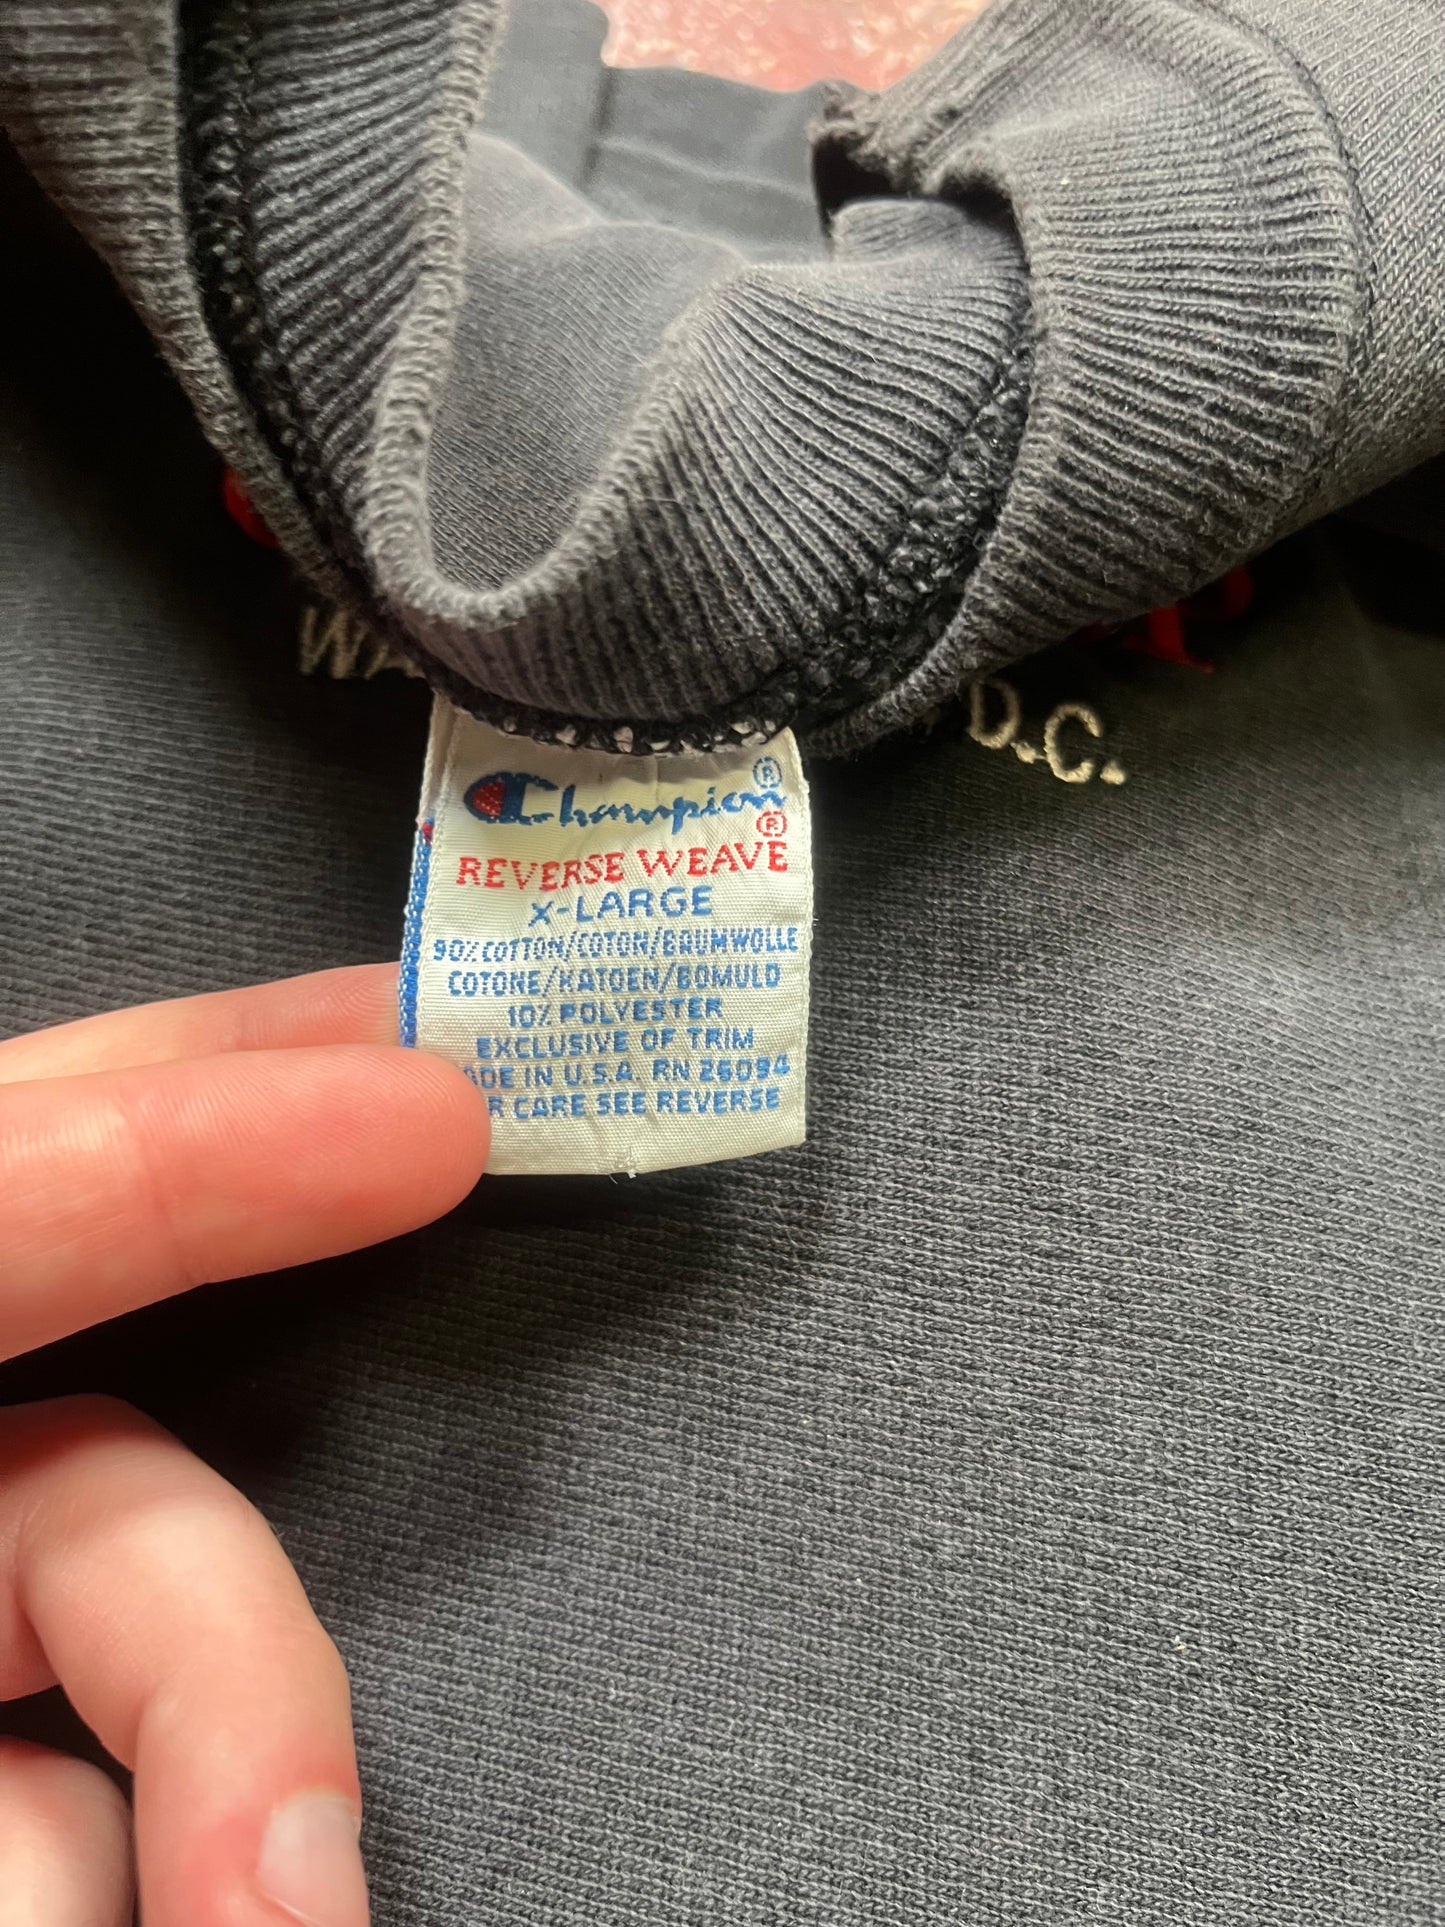 Champion®
REVERSE WEAVE®
X-LARGE
90% COTTON/COTON/BAUMWOLLE
COTONE/KATOEN/BOMULD
10% POLYESTER
EXCLUSIVE OF TRIM
ADE IN U.S.A. RN 26094
R CARE SEE REVERSE
WA
D.C.